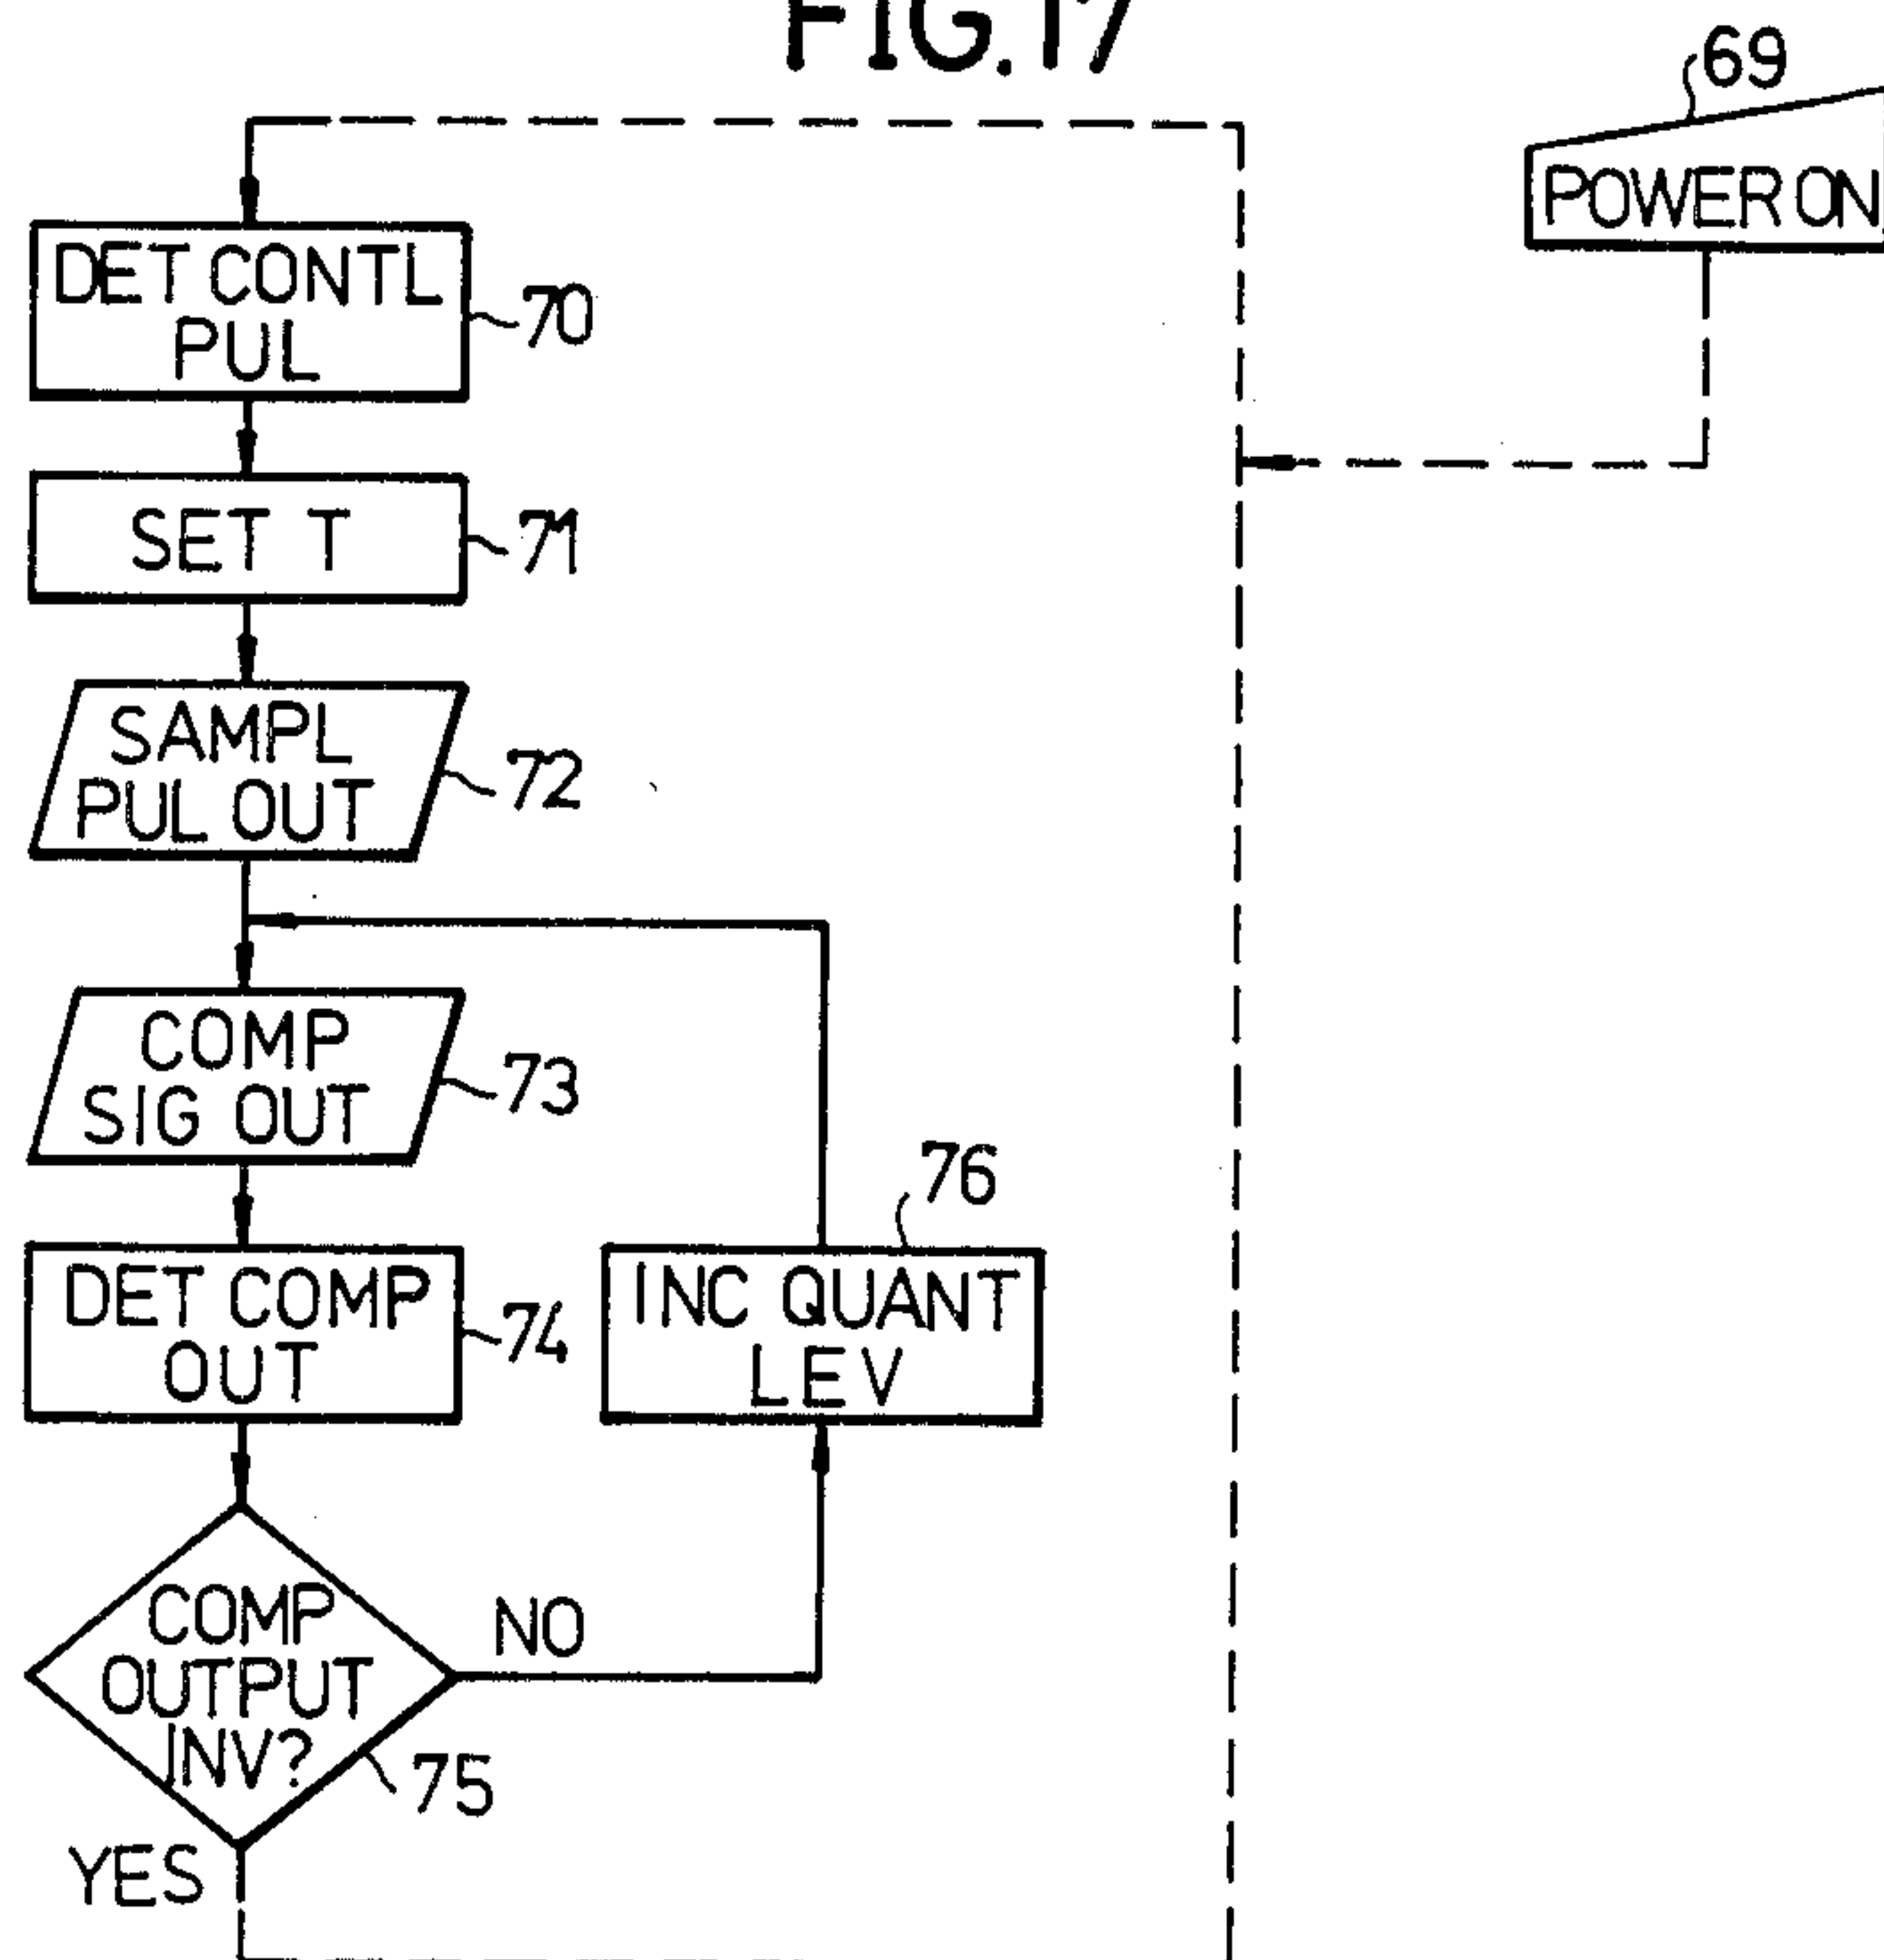 FIG.17
69
POWER ON
DET CONTL
PUL
70
SET T
71
SAMPL
PUL OUT
72
COMP
SIG OUT
73
DET COMP
OUT
74
76
INC QUANT
LEV
COMP
OUTPUT
INV?
75
NO
YES